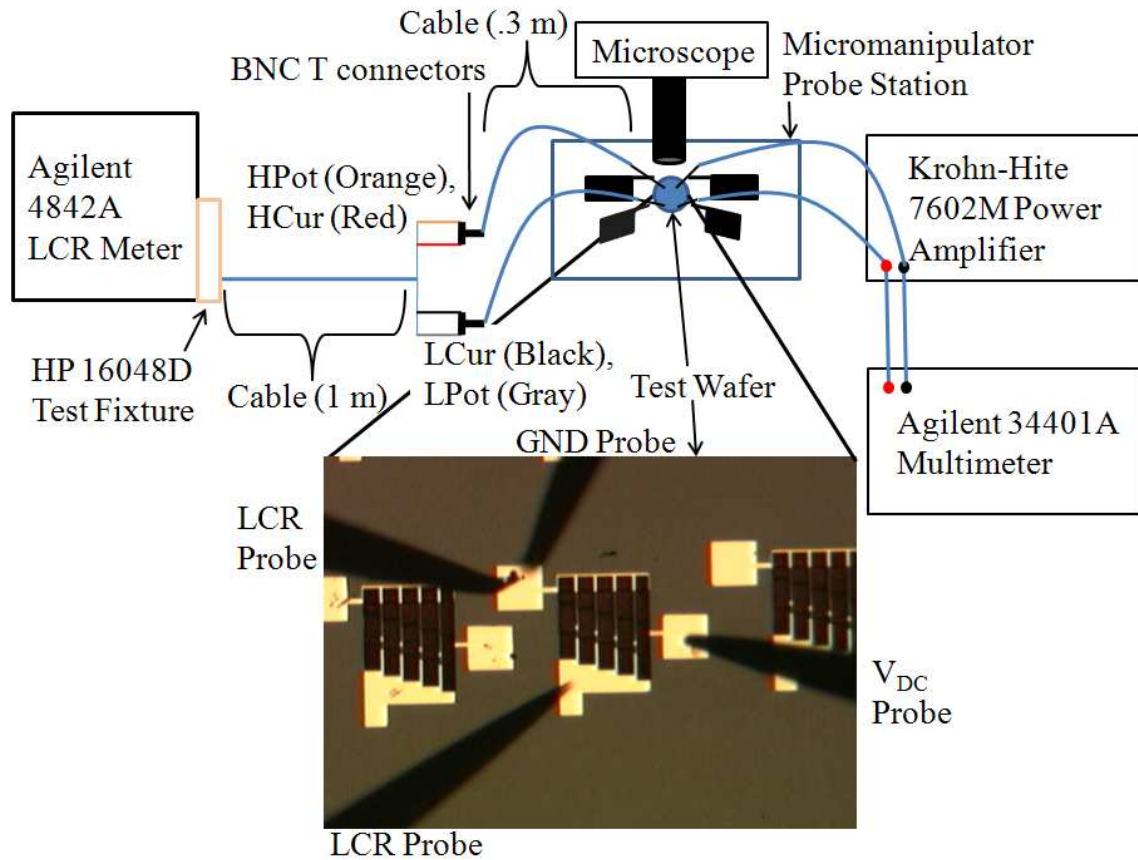 Cable (.3 m)
BNC T connectors
Microscope
Micromanipulator
Probe Station
Agilent
4842A
LCR Meter
HPot (Orange),
HCur (Red)
Krohn-Hite
7602M Power
Amplifier
HP 16048D
Test Fixture
Cable (1 m)
LCur (Black),
LPot (Gray)
Test Wafer
GND Probe
Agilent 34401A
Multimeter
LCR
Probe
VDC
Probe
LCR Probe